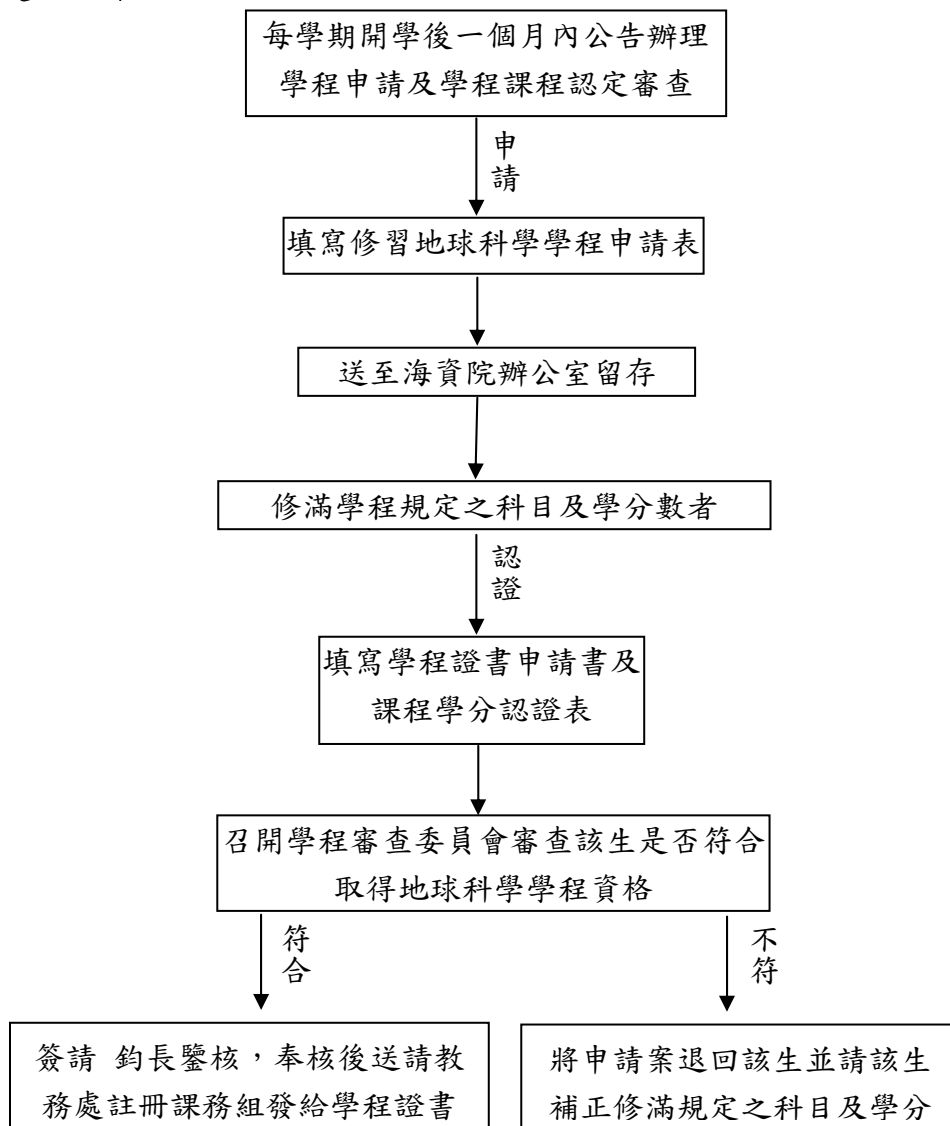 每學期開學後一個月內公告辦理
學程申請及學程課程認定審查
申
請
填寫修習地球科學學程申請表
送至海資院辦公室留存
修滿學程規定之科目及學分數者
認
證
填寫學程證書申請書及
課程學分認證表
召開學程審查委員會審查該生是否符合
取得地球科學學程資格
符
合
不
符
簽請 鈞長鑒核，奉核後送請教
務處註冊課務組發給學程證書
將申請案退回該生並請該生
補正修滿規定之科目及學分